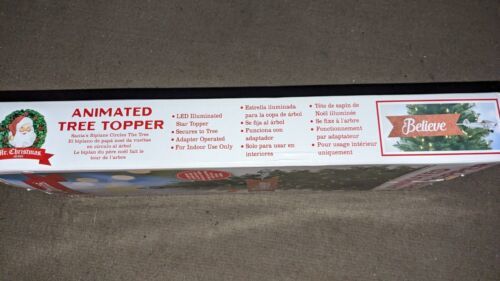 Mr. Christmas
ANIMATED
TREE TOPPER
Santa's Biplane Circles The Tree
El biplano de papá noel da vueltas
en círculo al árbol
Le biplan du père noël fait le
tour de l'arbre
• LED Illuminated
Star Topper
• Secures to Tree
• Adapter Operated
• For Indoor Use Only
• Estrella iluminada
para la copa de árbol
• Se fija al árbol
• Funciona con
adaptador
• Solo para usar en
interiores
• Tête de sapin de
Noël illuminée
• Se fixe à l'arbre
• Fonctionnement
par adaptateur
• Pour usage intérieur
uniquement
Believe